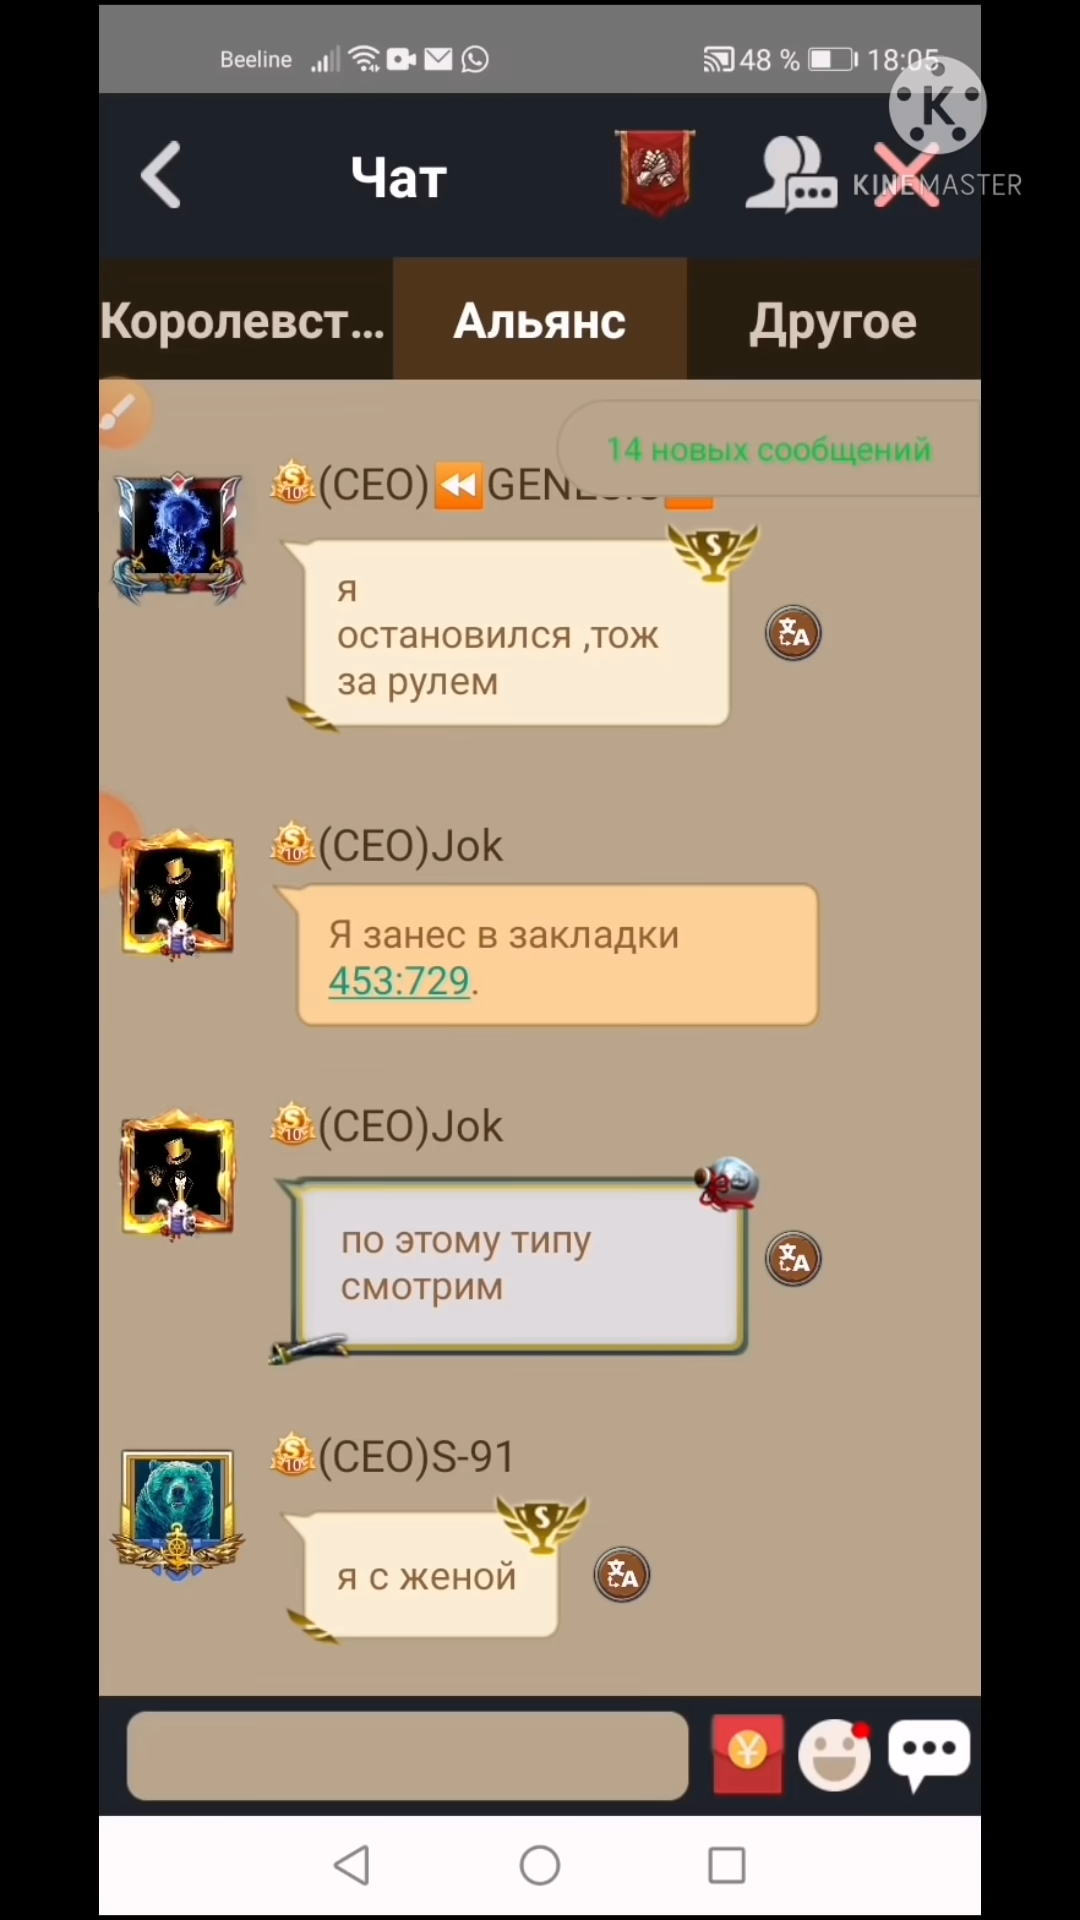 Beeline
48 % 18:05
K
KINEMASTER
Чат
Королевст... Альянс Другое
14 новых сообщений
(CEO)⏪
я
остановился ,тож
за рулем
(CEO)Jok
Я занес в закладки
453:729.
(CEO)Jok
по этому типу
смотрим
(CEO)S-91
я с женой